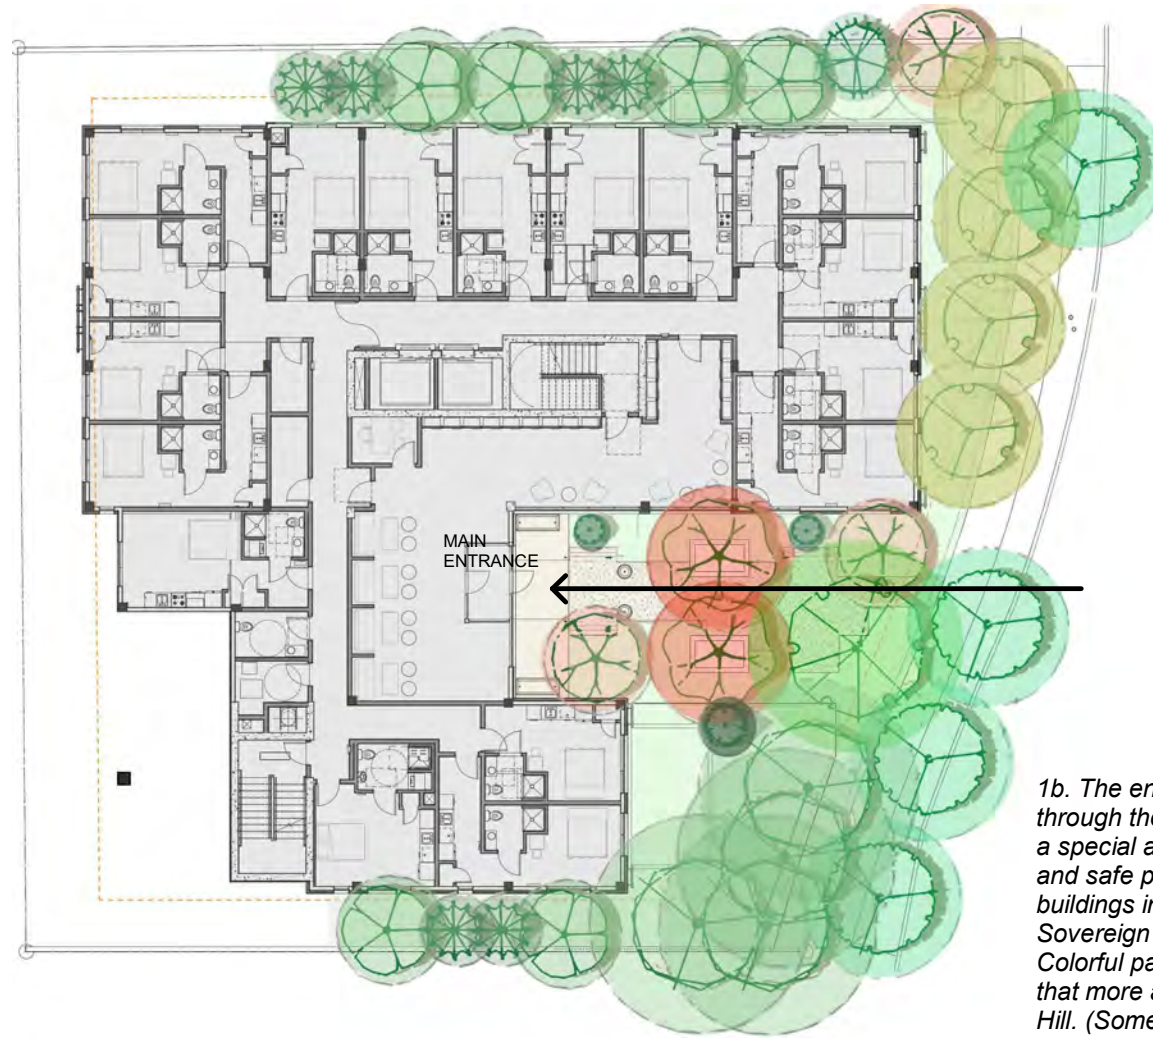 MAIN
ENTRANCE
1b. The en
through the
a special a
and safe p
buildings in
Sovereign
Colorful pa
that more a
Hill. (Some